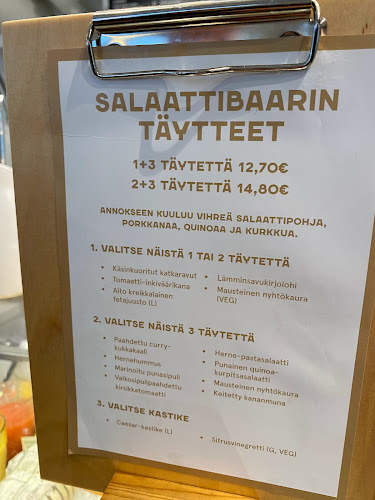 SALAATTIBAARIN
TÄYTTEET
1+3 TÄYTETTÄ 12,70€
2+3 TÄYTETTÄ 14,80€
ANNOKSEEN KUULUU VIHREÄ SALAATTIPOHJA,
PORKKANAA, QUINOAA JA KURKKUA.
1. VALITSE NÄISTÄ 1 TAI 2 TÄYTETTÄ
• Käsinkuoritut katkaravut
• Tomaatti-inkiväärikana
• Aito kreikkalainen
fetajuusto (L)
• Lämminsavukirjolohi
• Mausteinen nyhtökaura
(VEG)
2. VALITSE NÄISTÄ 3 TÄYTETTÄ
• Paahdettu curry-
kukkakaali
• Hernehummus
• Marinoitu punasipuli
• Valkosipulipaahdettu
kirsikkatomaatti
• Herne-pastasalaatti
• Punainen quinoa-
kurpitsasalaatti
• Mausteinen nyhtökaura
• Keitetty kananmuna
3. VALITSE KASTIKE
• Caesar-kastike (L)
• Sitrusvinegretti (G, VEG)